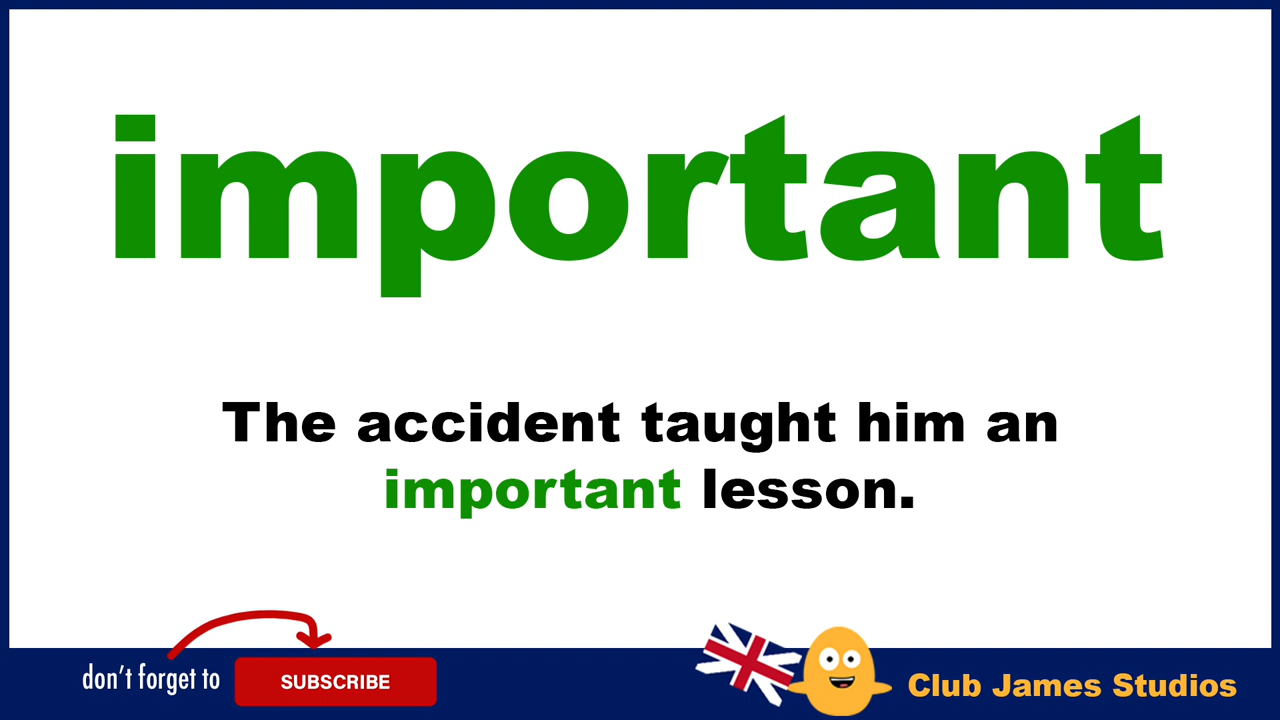 important
The accident taught him an
important lesson.
don't forget to
SUBSCRIBE
Club James Studios